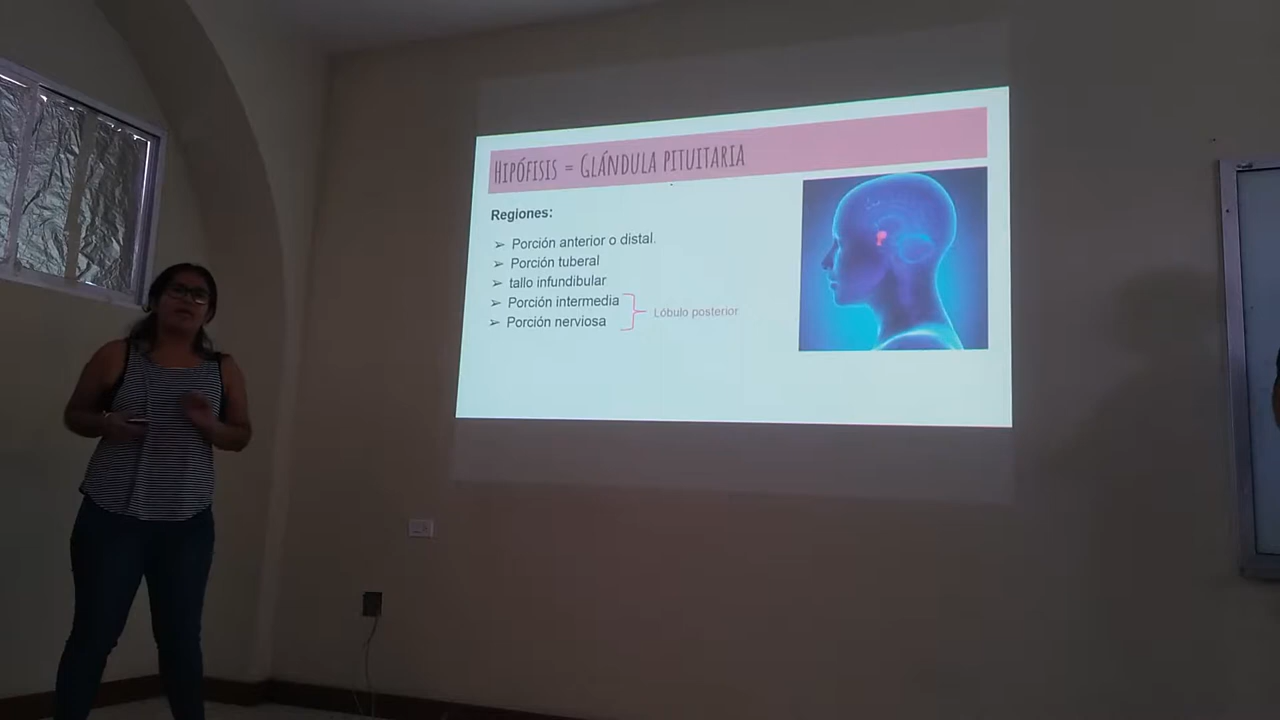 HIPÓFISIS = GLÁNDULA PITUITARIA
Regiones:
➢ Porción anterior o distal.
➢ Porción tuberal
➢ tallo infundibular
➢ Porción intermedia
➢ Porción nerviosa
Lóbulo posterior